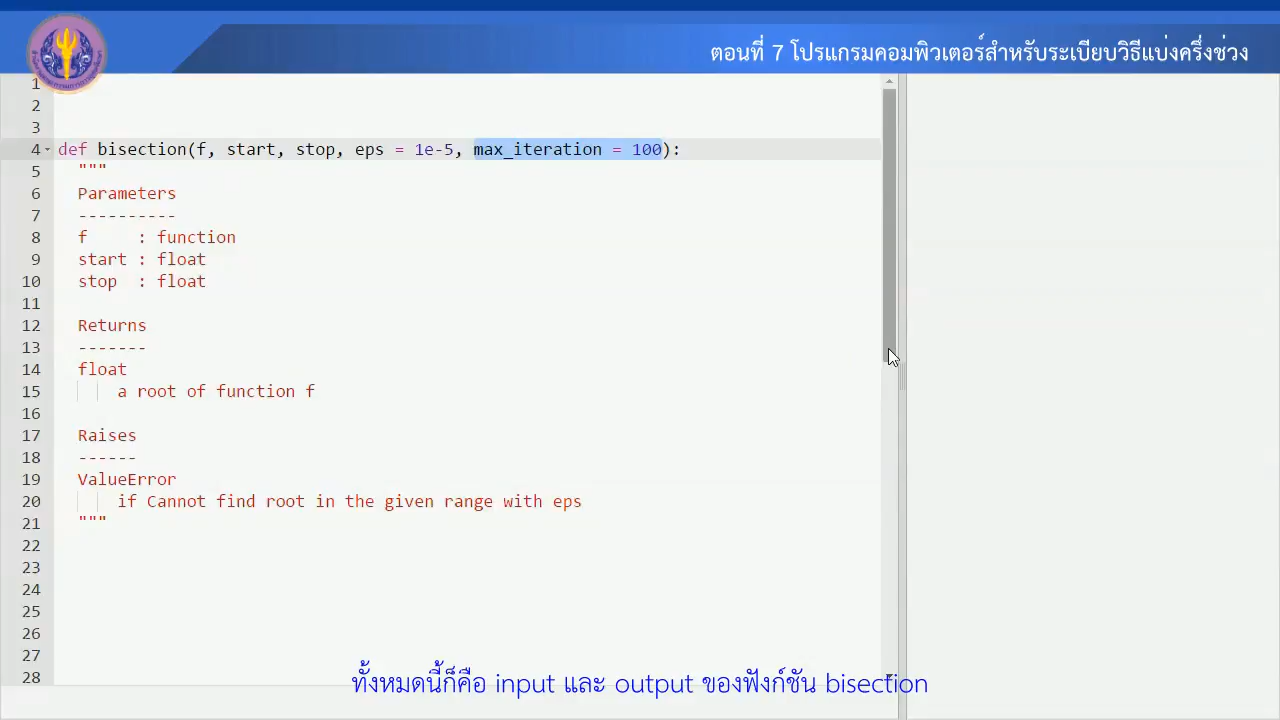 ตอนที่ 7 โปรแกรมคอมพิวเตอร์สำหรับระเบียบวิธีแบ่งครึ่งช่วง
1
2
3
4 def bisection(f, start, stop, eps = 1e-5, max_iteration = 100):
5 """
6 Parameters
7 ----------
8 f : function
9 start : float
10 stop : float
11
12 Returns
13 -------
14 float
15 a root of function f
16
17 Raises
18 ------
19 ValueError
20 if Cannot find root in the given range with eps
21 """
22
23
24
25
26
27
28
ทั้งหมดนี้ก็คือ input และ output ของฟังก์ชัน bisection